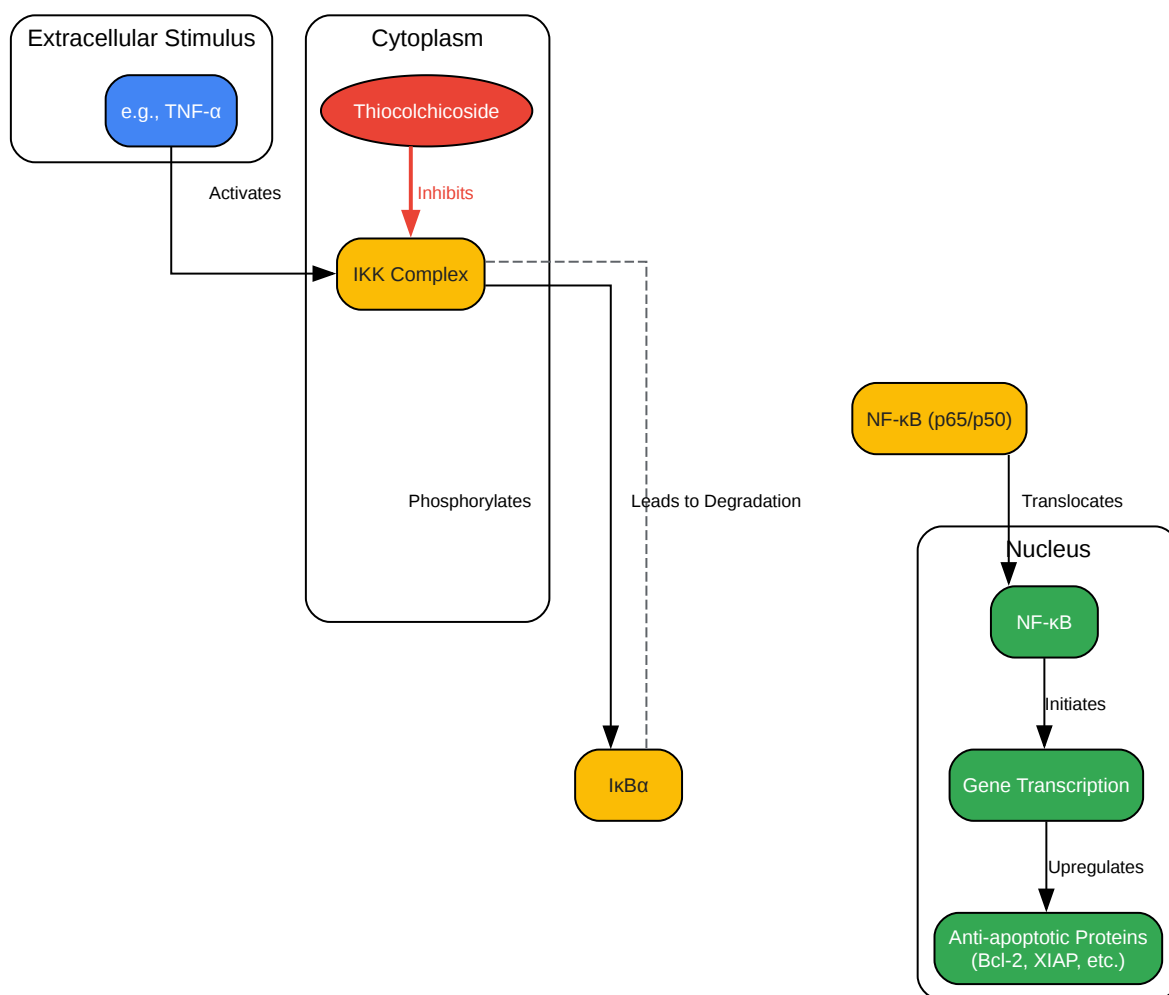 Extracellular Stimulus
e.g., TNF-α
Activates
Cytoplasm
Thiocolchicoside
Inhibits
IKK Complex
Phosphorylates
Leads to Degradation
IκBα
NF-κB (p65/p50)
Translocates
Nucleus
NF-κB
Initiates
Gene Transcription
Upregulates
Anti-apoptotic Proteins
(Bcl-2, XIAP, etc.)